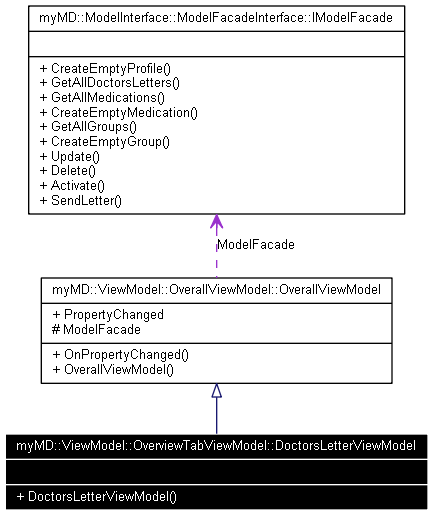 myMD::ModelInterface::ModelFacadeInterface::IModelFacade
+ CreateEmptyProfile()
+ GetAllDoctorsLetters()
+ GetAllMedications()
+ CreateEmptyMedication()
+ GetAllGroups()
+ CreateEmptyGroup()
+ Update()
+ Delete()
+ Activate()
+ SendLetter()
ModelFacade
myMD::ViewModel::OverallViewModel::OverallViewModel
+ PropertyChanged
# ModelFacade
+ OnPropertyChanged()
+ OverallViewModel()
myMD::ViewModel::OverviewTabViewModel::DoctorsLetterViewModel
+ DoctorsLetterViewModel()